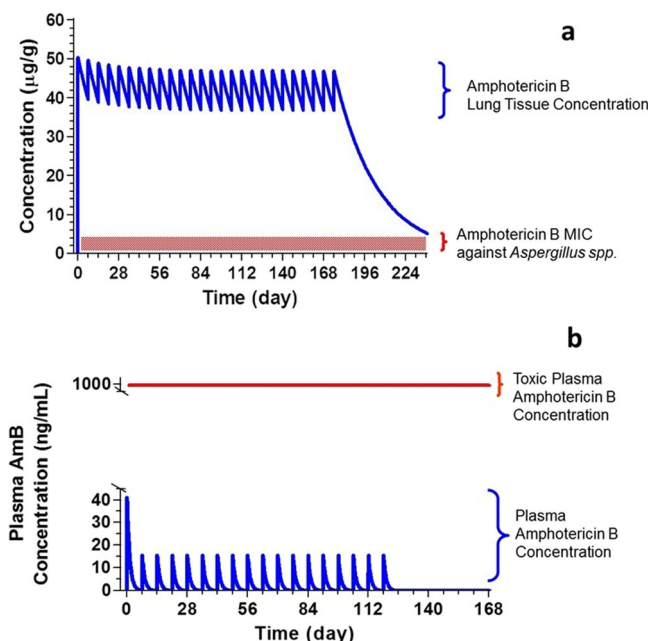 a
60
50
40
30
20
10
0
Concentration (µg/g)
0 28 56 84 112 140 168 196 224
Time (day)
Amphotericin B
Lung Tissue Concentration
Amphotericin B MIC
against Aspergillus spp.
b
1000
40
30
20
10
0
Plasma AmB
Concentration (ng/mL)
0 28 56 84 112 140 168
Time (day)
Toxic Plasma
Amphotericin B
Concentration
Plasma
Amphotericin B
Concentration